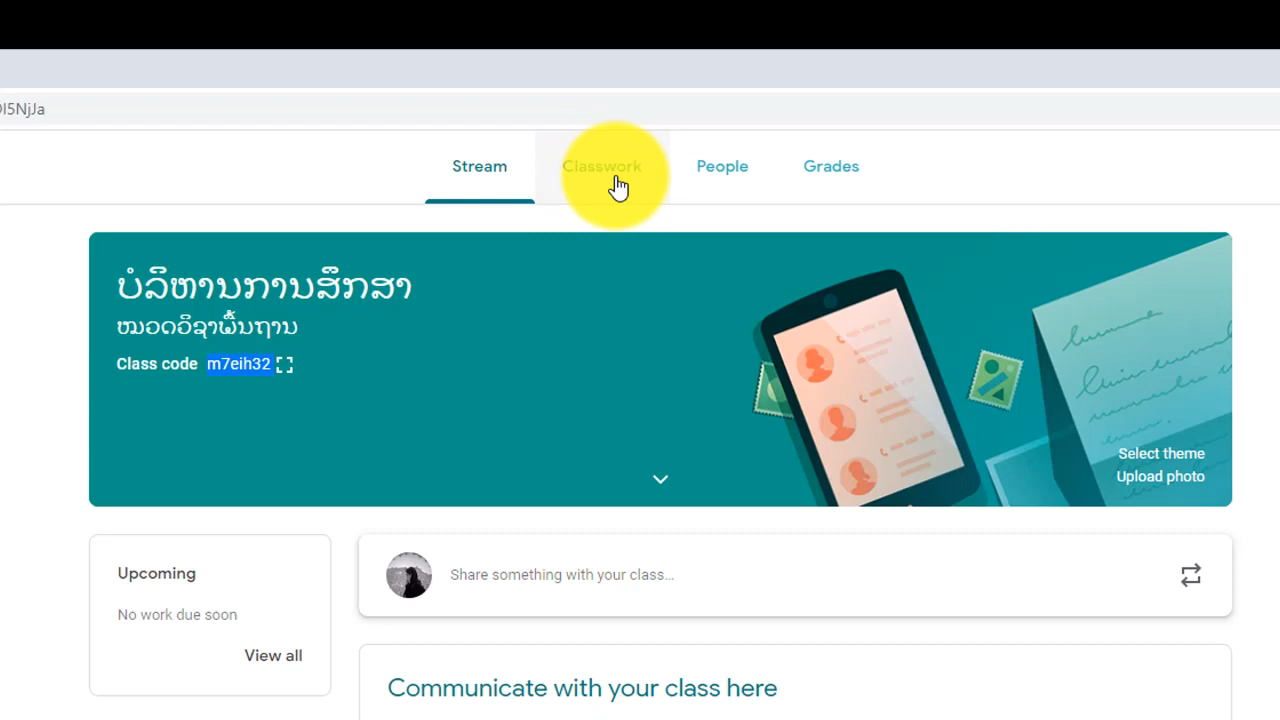 OI5NjJa
Stream
Classwork
People
Grades
ບໍລິຫານການສຶກສາ
ໝວດວິຊາພື້ນຖານ
Class code m7eih32
Select theme
Upload photo
Upcoming
No work due soon
View all
Share something with your class...
Communicate with your class here